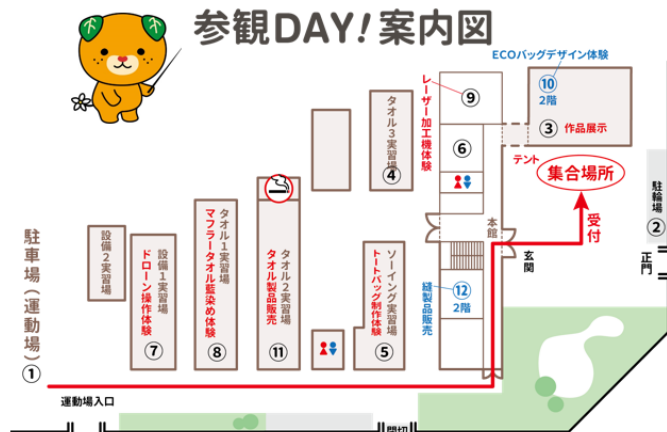 参観DAY!案内図
ECOバッグデザイン体験
⑩
2階
③ 作品展示
レーザー加工機体験
⑨
⑥
テント
集合場所
受付
駐輪場
②
正門
玄関
本館
タオル3実習場
④
設備2実習場
設備1実習場
ドローン操作体験
⑦
タオル1実習場
マフラータオル藍染め体験
⑧
タオル2実習場
タオル製品販売
⑪
ソーイング実習場
トートバッグ制作体験
⑤
縫製品販売
⑫
2階
駐車場(運動場)
①
運動場入口
門切